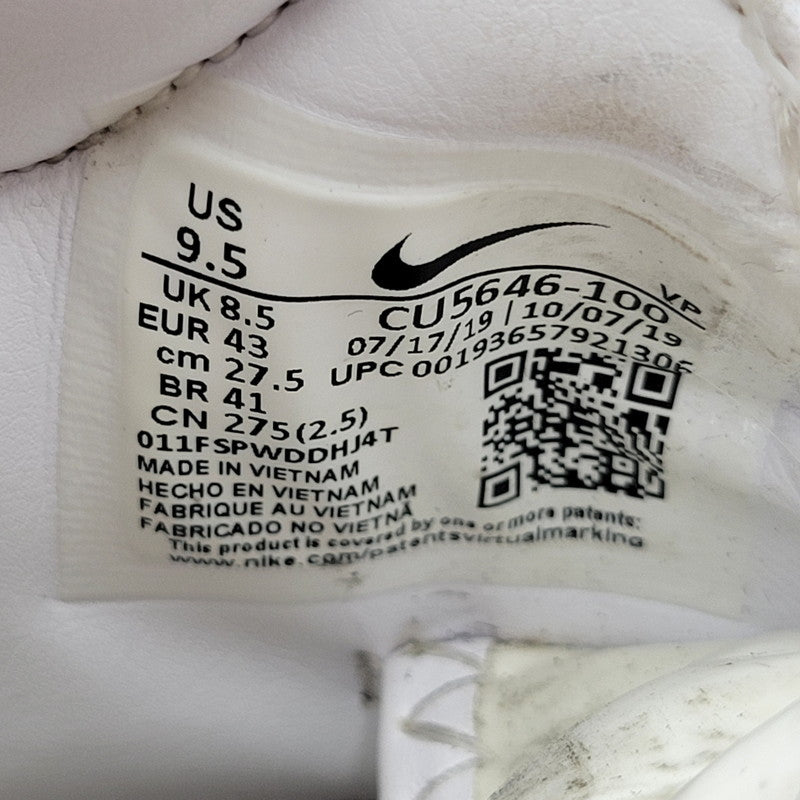 US
9.5
UK 8.5
EUR 43
cm 27.5
BR 41
CN 275(2.5)
CU5646-100 VP
07/17/19 | 10/07/19
UPC 00193657921306
011FSPWDDHJ4T
MADE IN VIETNAM
HECHO EN VIETNAM
FABRIQUE AU VIETNAM
FABRICADO NO VIETNÃ
This product is covered by one or more patents:
www.nike.com/patentsvirtualmarking